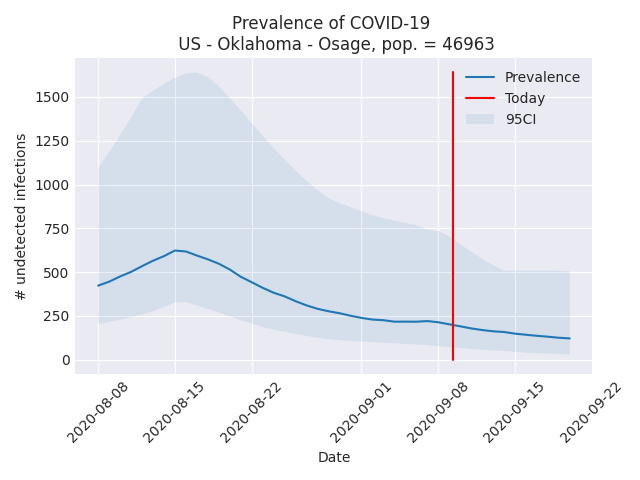 Prevalence of COVID-19
US - Oklahoma - Osage, pop. = 46963
Prevalence
Today
95CI
1500
1250
1000
750
500
250
0
# undetected infections
2020-08-08
2020-08-15
2020-08-22
2020-09-01
2020-09-08
2020-09-15
2020-09-22
Date